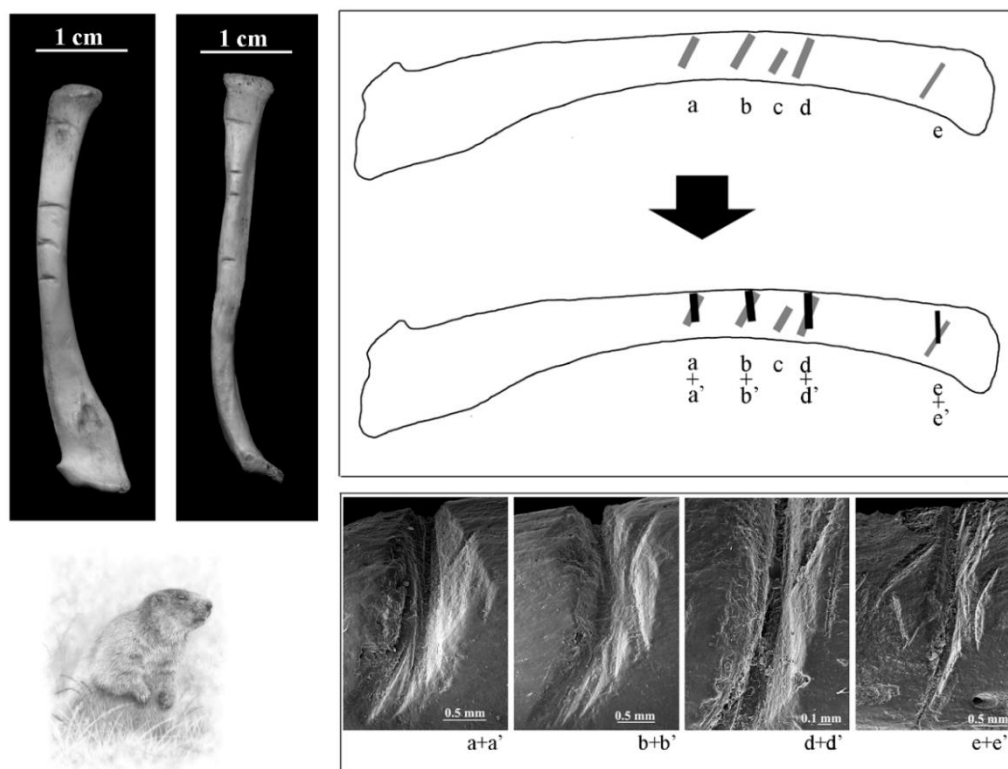 1 cm
1 cm
a
b
c
d
e
a
+
a’
b
+
b’
c
d
+
d’
e
+
e’
0.5 mm
0.5 mm
0.1 mm
0.5 mm
a+a’
b+b’
d+d’
e+e’